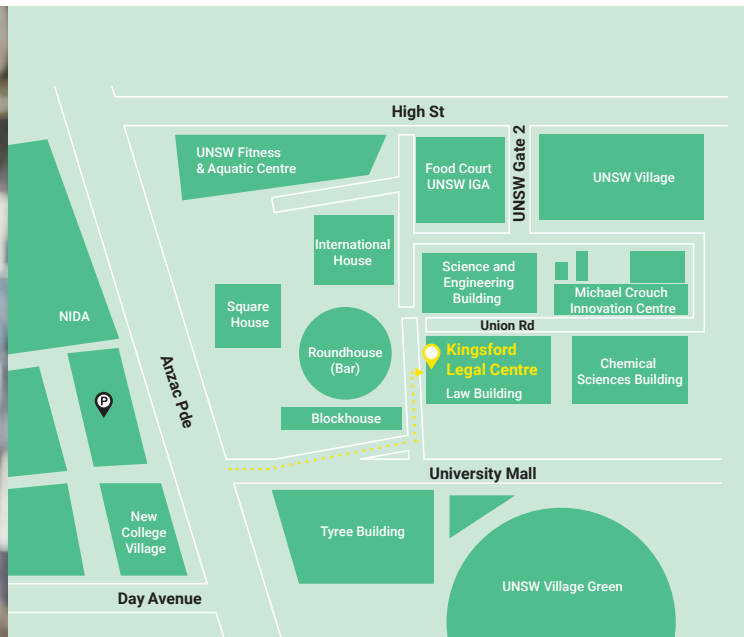 High St
UNSW Gate 2
UNSW Fitness
& Aquatic Centre
Food Court
UNSW IGA
UNSW Village
International
House
Science and
Engineering
Building
Michael Crouch
Innovation Centre
Square
House
NIDA
Union Rd
Roundhouse
(Bar)
Kingsford
Legal Centre
Law Building
Chemical
Sciences Building
Anzac Pde
P
Blockhouse
University Mall
New
College
Village
Tyree Building
UNSW Village Green
Day Avenue